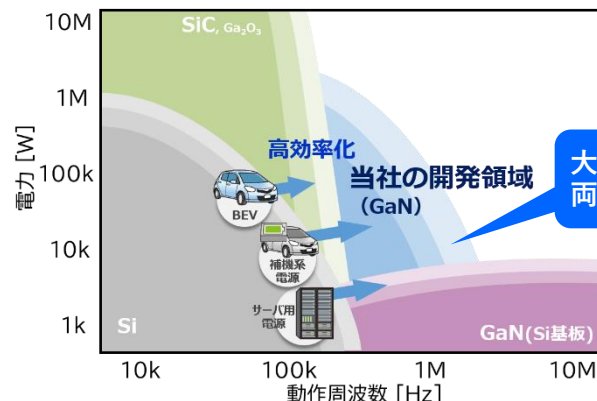 10M
1M
100k
10k
1k
電力 [W]
SiC, Ga₂O₃
高効率化
当社の開発領域
（GaN）
大
両
BEV
補機系
電源
サーバ用
電源
Si
GaN(Si基板)
10k
100k
1M
10M
動作周波数 [Hz]